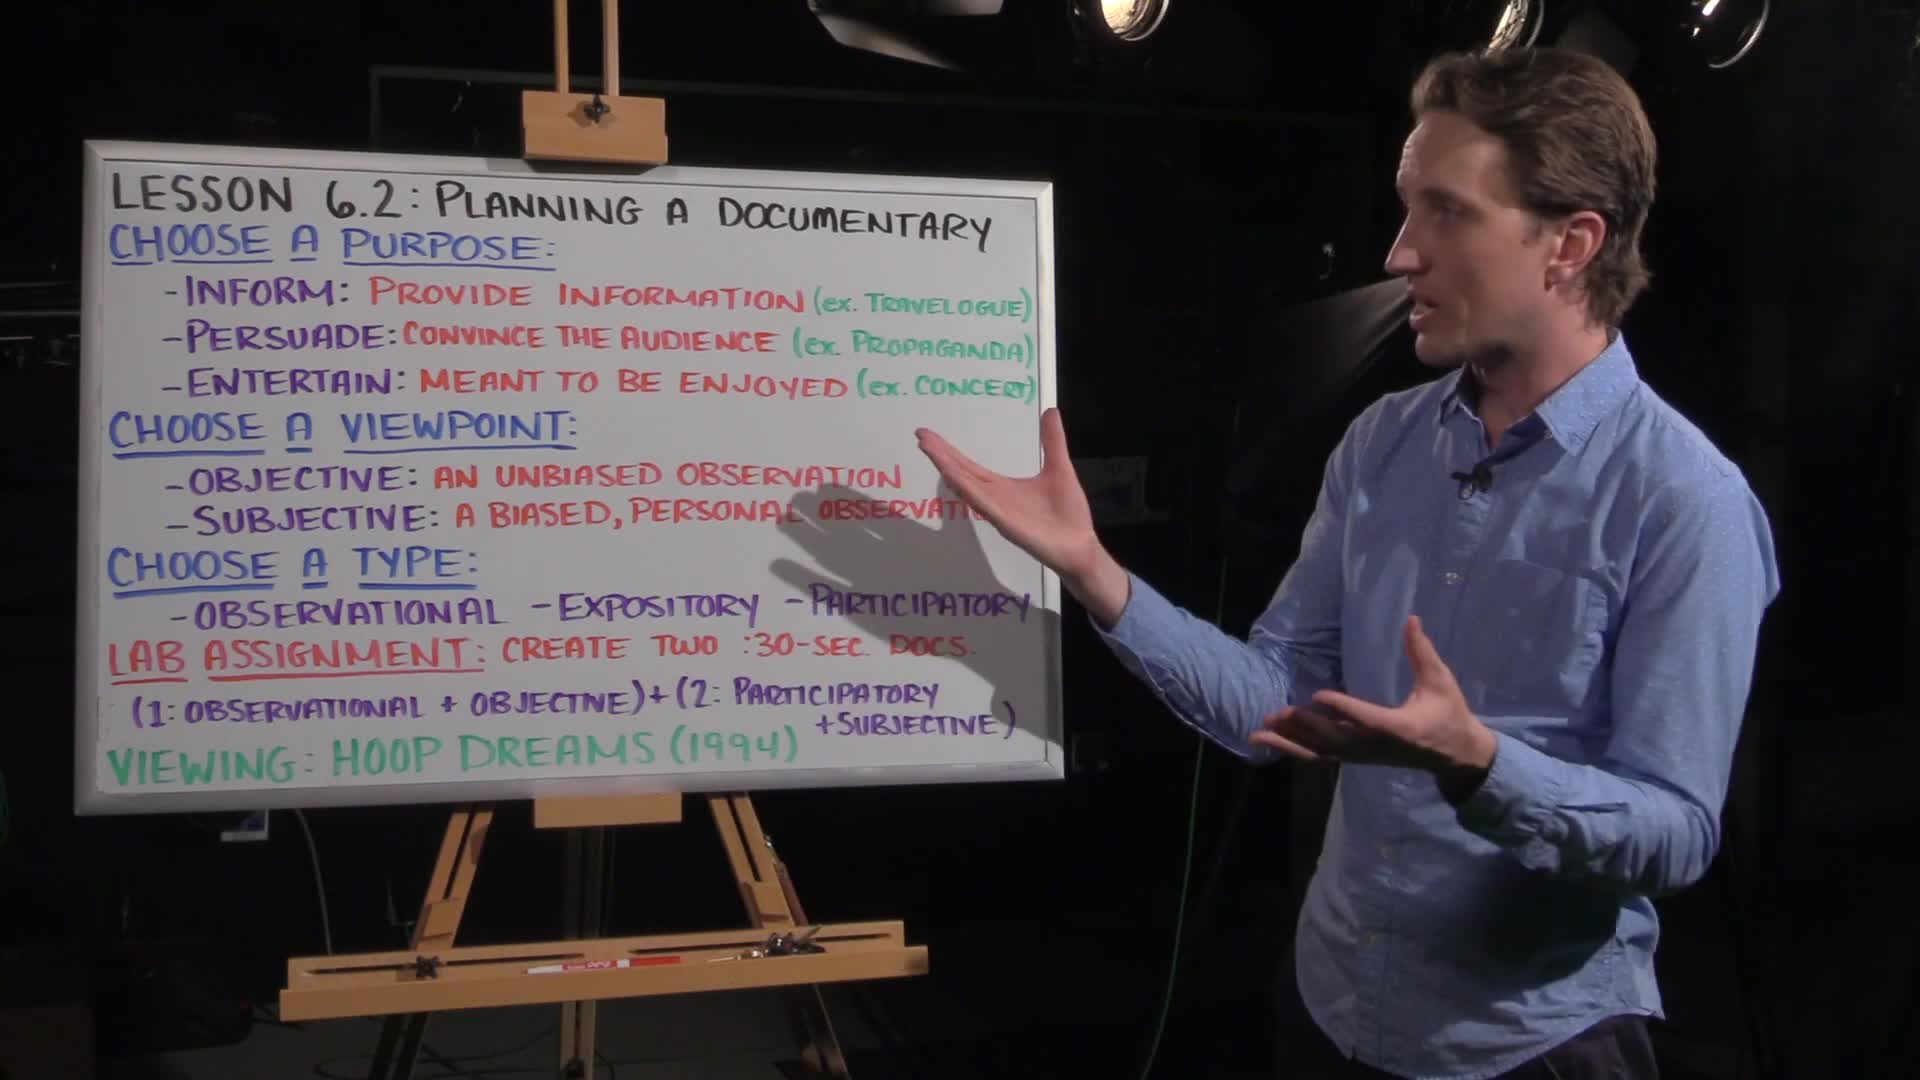 LESSON 6.2: PLANNING A DOCUMENTARY
CHOOSE A PURPOSE:
-INFORM: PROVIDE INFORMATION (ex. TRAVELOGUE)
-PERSUADE: CONVINCE THE AUDIENCE (ex. PROPAGANDA)
-ENTERTAIN: MEANT TO BE ENJOYED (ex. CONCERT)
CHOOSE A VIEWPOINT:
-OBJECTIVE: AN UNBIASED OBSERVATION
-SUBJECTIVE: A BIASED, PERSONAL
CHOOSE A TYPE:
-OBSERVATIONAL -EXPOSITORY -PARTICIPATORY
LAB ASSIGNMENT: CREATE TWO :30-SEC. DOCS.
(1: OBSERVATIONAL + OBJECTIVE) + (2: PARTICIPATORY
+SUBJECTIVE)
VIEWING: HOOP DREAMS (1994)